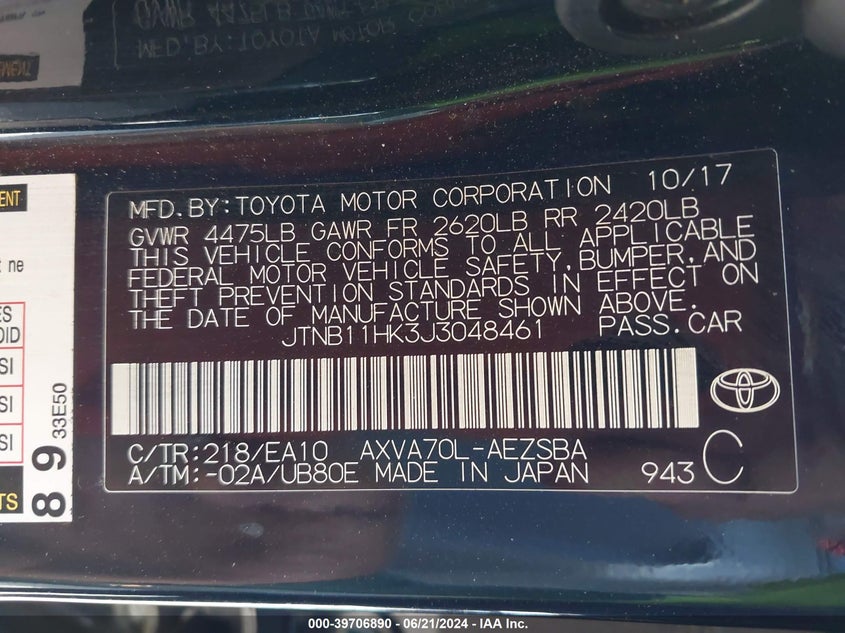 MFD.BY:TOYOTA MOTOR CORPORATION 10/17
GVWR 4475LB GAWR FR 2620LB RR 2420LB
THIS VEHICLE CONFORMS TO ALL APPLICABLE
FEDERAL MOTOR VEHICLE SAFETY, BUMPER, AND
THEFT PREVENTION STANDARDS IN EFFECT ON
THE DATE OF MANUFACTURE SHOWN ABOVE.
JTNB11HK3J3048461 PASS.CAR
C/TR:218/EA10 AXVA70L-AEZSBA
A/TM:-02A/UB80E MADE IN JAPAN 943 C
89
33E50
000-39706890 - 06/21/2024 - IAA Inc.